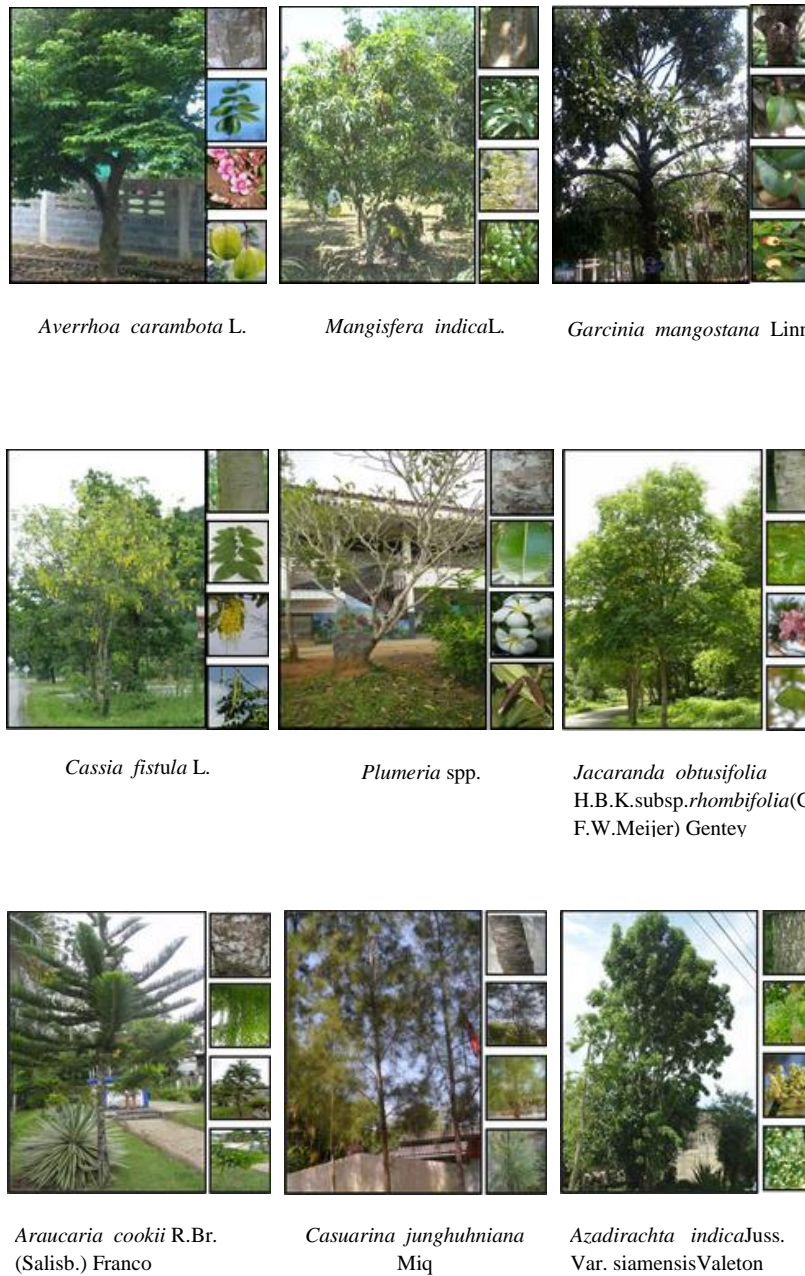 Averrhoa carambota L.
Mangisfera indicaL.
Garcinia mangostana Linn
Cassia fistula L.
Plumeria spp.
Jacaranda obtusifolia
H.B.K.subsp.rhombifolia(
F.W.Meijer) Gentey
Araucaria cookii R.Br.
(Salisb.) Franco
Casuarina junghuhniana
Miq
Azadirachta indicaJuss.
Var. siamensisValeton